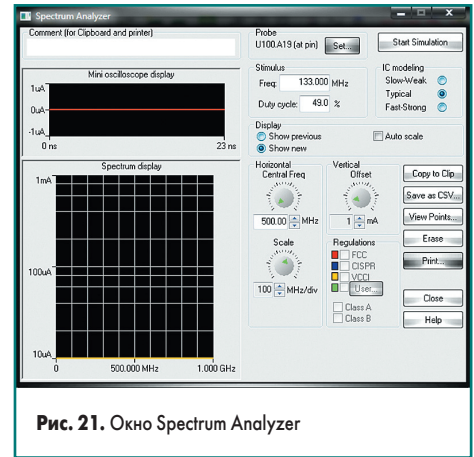 Spectrum Analyzer
Comment (for Clipboard and printer)
Probe
U100.A19 (at pin)
Set...
Start Simulation
Mini oscilloscope display
1uA
0uA
-1uA
0 ns
23 ns
Stimulus
Freq:
133.000
MHz
Duty cycle:
49.0
%
IC modeling
Slow-Weak
Typical
Fast-Strong
Display
Show previous
Show new
Auto scale
Spectrum display
1mA
100uA
10uA
0
500.000 MHz
1.000 GHz
Horizontal
Central Freq
500.00
MHz
Scale
100
MHz/div
Vertical
Offset
1
mA
Regulations
FCC
CISPR
VCCI
User...
Class A
Class B
Copy to Clip
Save as CSV...
View Points...
Erase
Print...
Close
Help
Рис. 21. Окно Spectrum Analyzer